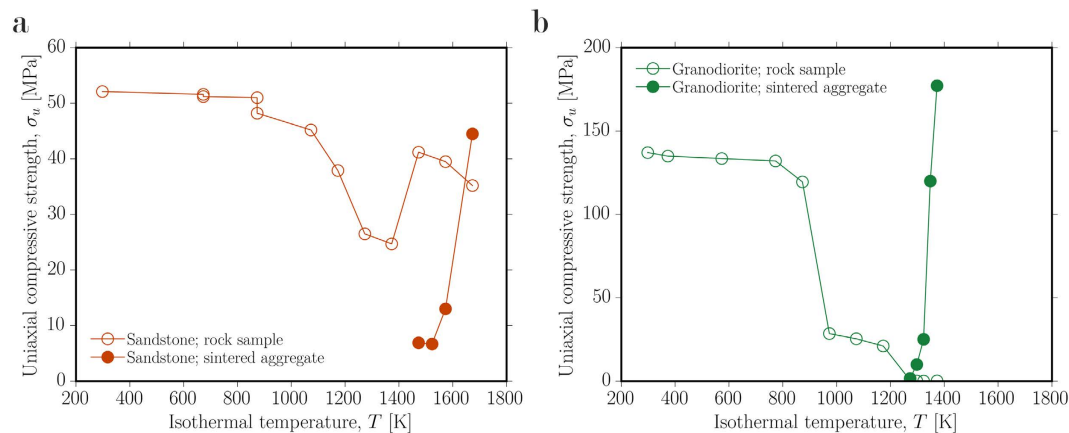 a
60
50
40
30
20
10
0
Uniaxial compressive strength, σu [MPa]
Sandstone; rock sample
Sandstone; sintered aggregate
200 400 600 800 1000 1200 1400 1600 1800
Isothermal temperature, T [K]
b
200
150
100
50
0
Uniaxial compressive strength, σu [MPa]
Granodiorite; rock sample
Granodiorite; sintered aggregate
200 400 600 800 1000 1200 1400 1600 1800
Isothermal temperature, T [K]